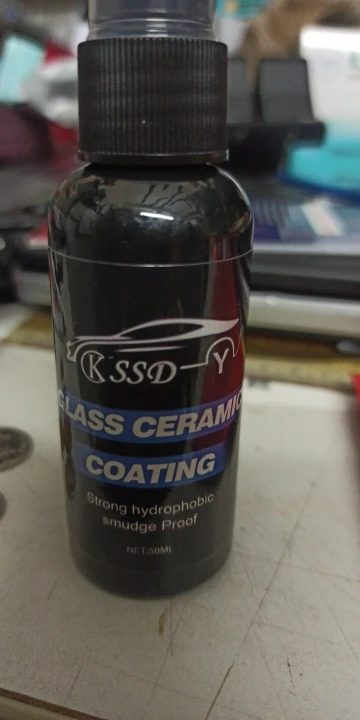 KSSD-Y
GLASS CERAMIC
COATING
Strong hydrophobic
smudge Proof
NET:50ML